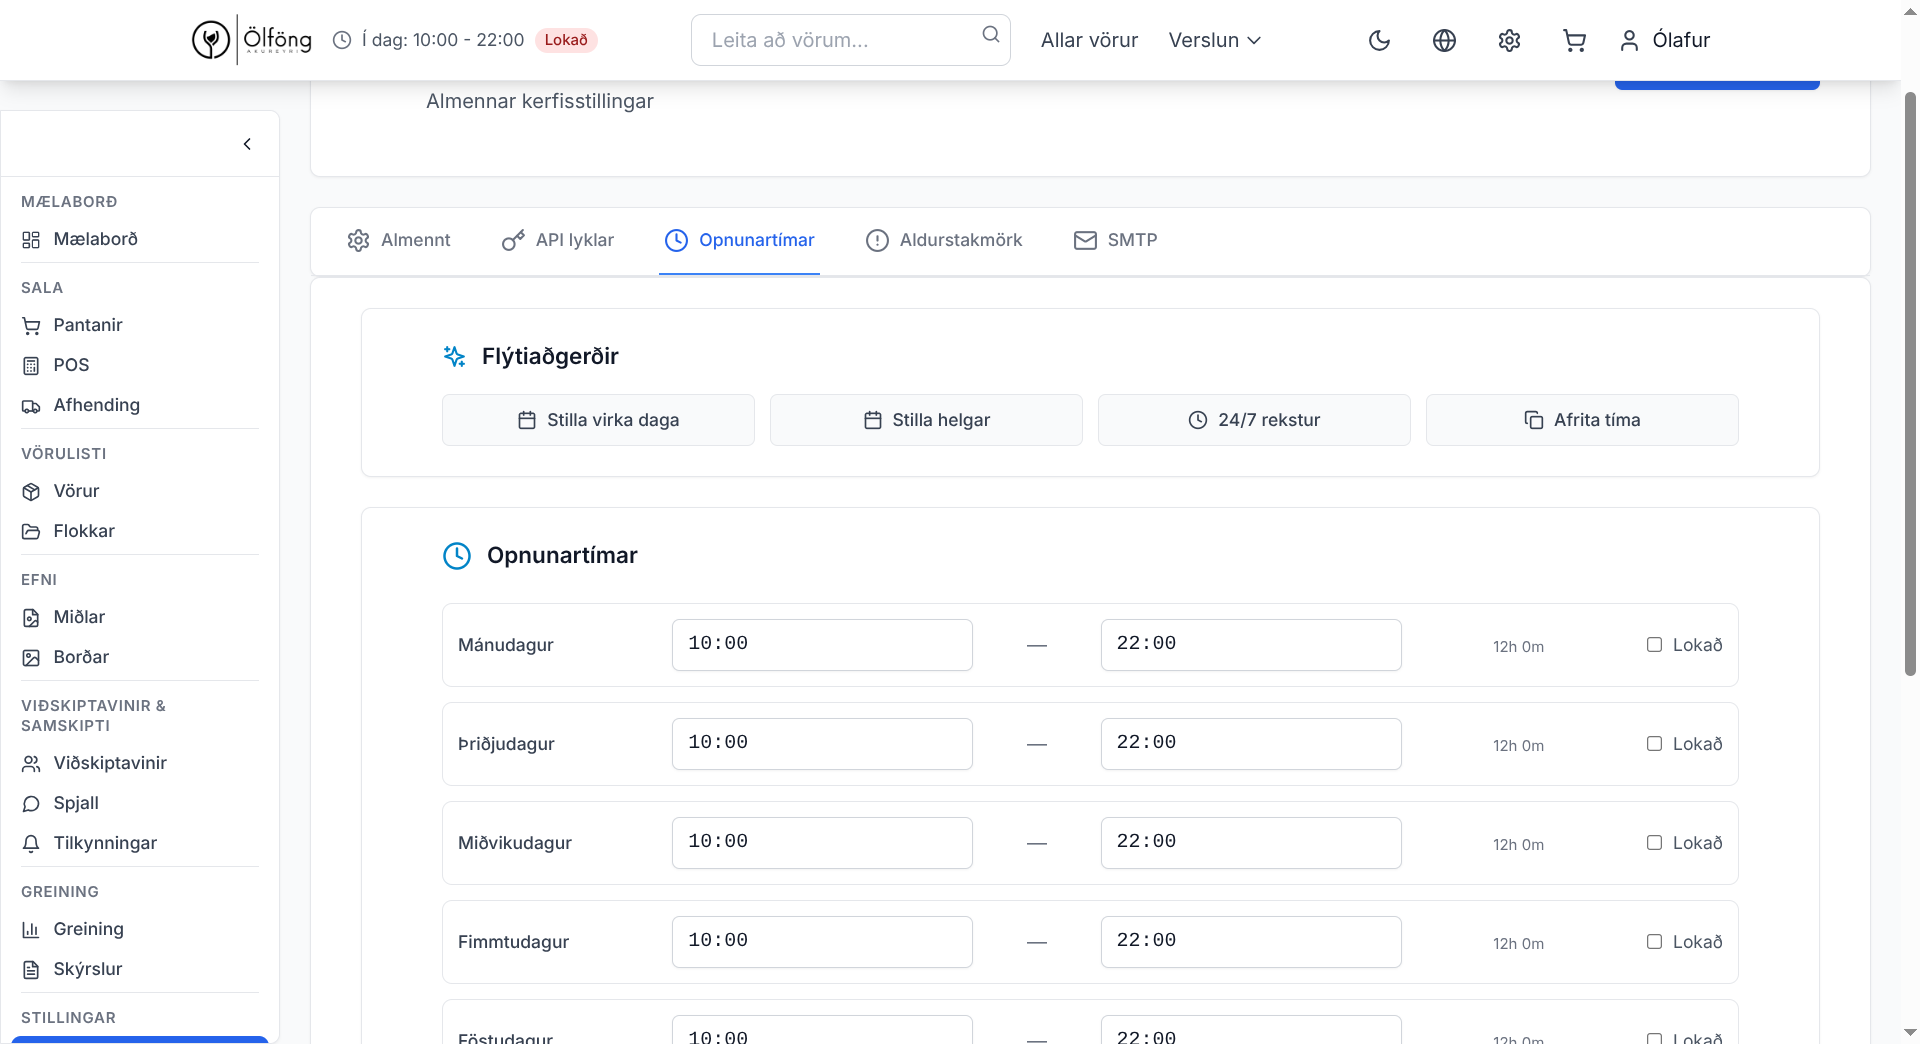 Ölföng
AKUREYRI
Í dag: 10:00 - 22:00
Lokað
Leita að vörum...
Allar vörur
Verslun
Ólafur
Almennar kerfisstillingar
MÆLABORÐ
Mælaborð
SALA
Pantanir
POS
Afhending
VÖRULISTI
Vörur
Flokkar
EFNI
Miðlar
Borðar
VIÐSKIPTAVINIR &
SAMSKIPTI
Viðskiptavinir
Spjall
Tilkynningar
GREINING
Greining
Skýrslur
STILLINGAR
Almennt
API lyklar
Opnunartímar
Aldurstakmörk
SMTP
Flýtiaðgerðir
Stilla virka daga
Stilla helgar
24/7 rekstur
Afrita tíma
Opnunartímar
Mánudagur 10:00 — 22:00 12h 0m Lokað
Þriðjudagur 10:00 — 22:00 12h 0m Lokað
Miðvikudagur 10:00 — 22:00 12h 0m Lokað
Fimmtudagur 10:00 — 22:00 12h 0m Lokað
Föstudagur 10:00 — 22:00 12h 0m Lokað